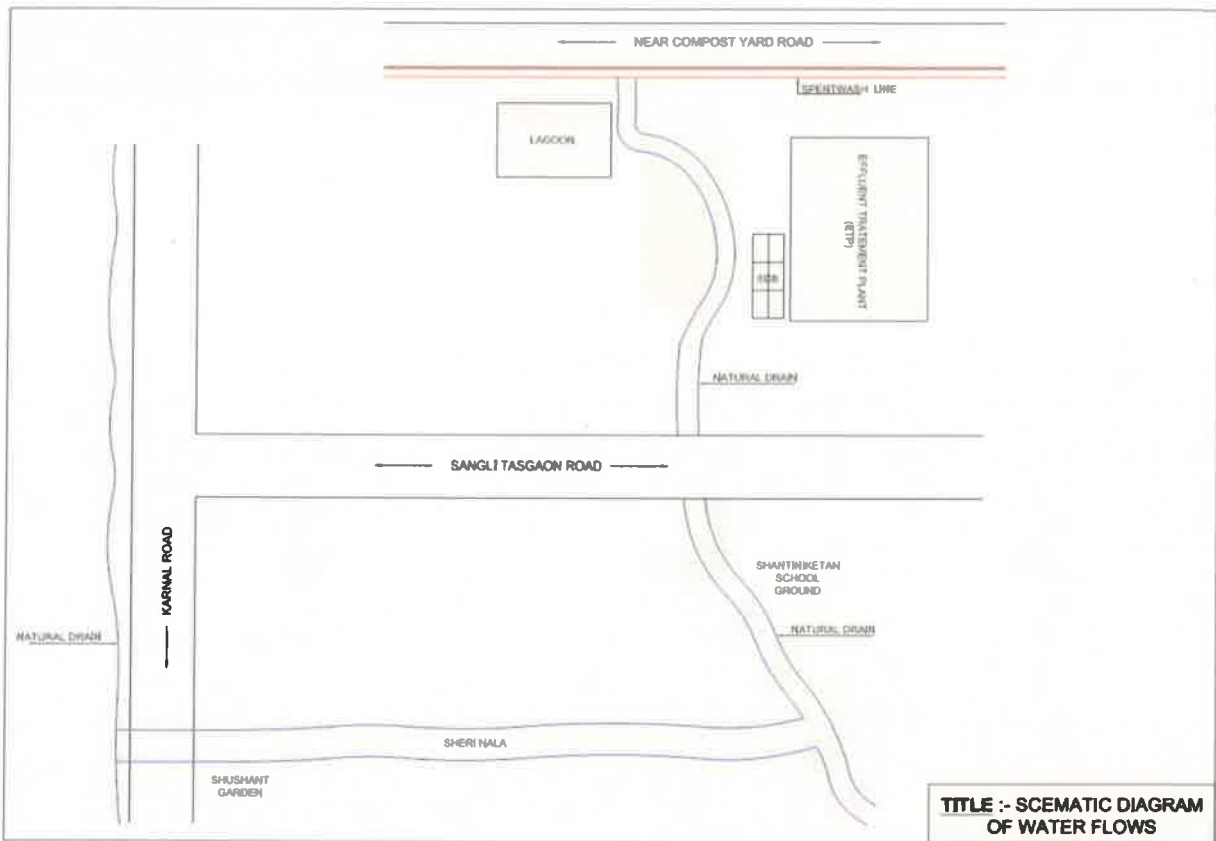 NEAR COMPOST YARD ROAD
SPENTWASH LINE
LAGOON
EFFLUENT TRATEMENT PLANT
(ETP)
NATURAL DRAIN
SANGLI TASGAON ROAD
KARNAL ROAD
SHANTINIKETAN
SCHOOL
GROUND
NATURAL DRAIN
NATURAL DRAIN
SHERI NALA
SHUSHANT
GARDEN
TITLE :- SCEMATIC DIAGRAM
OF WATER FLOWS